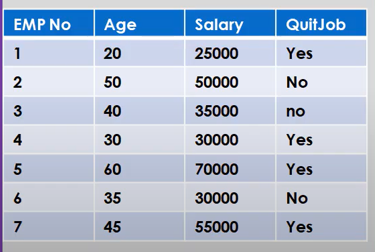 EMP No Age Salary QuitJob
1 20 25000 Yes
2 50 50000 No
3 40 35000 no
4 30 30000 Yes
5 60 70000 Yes
6 35 30000 No
7 45 55000 Yes